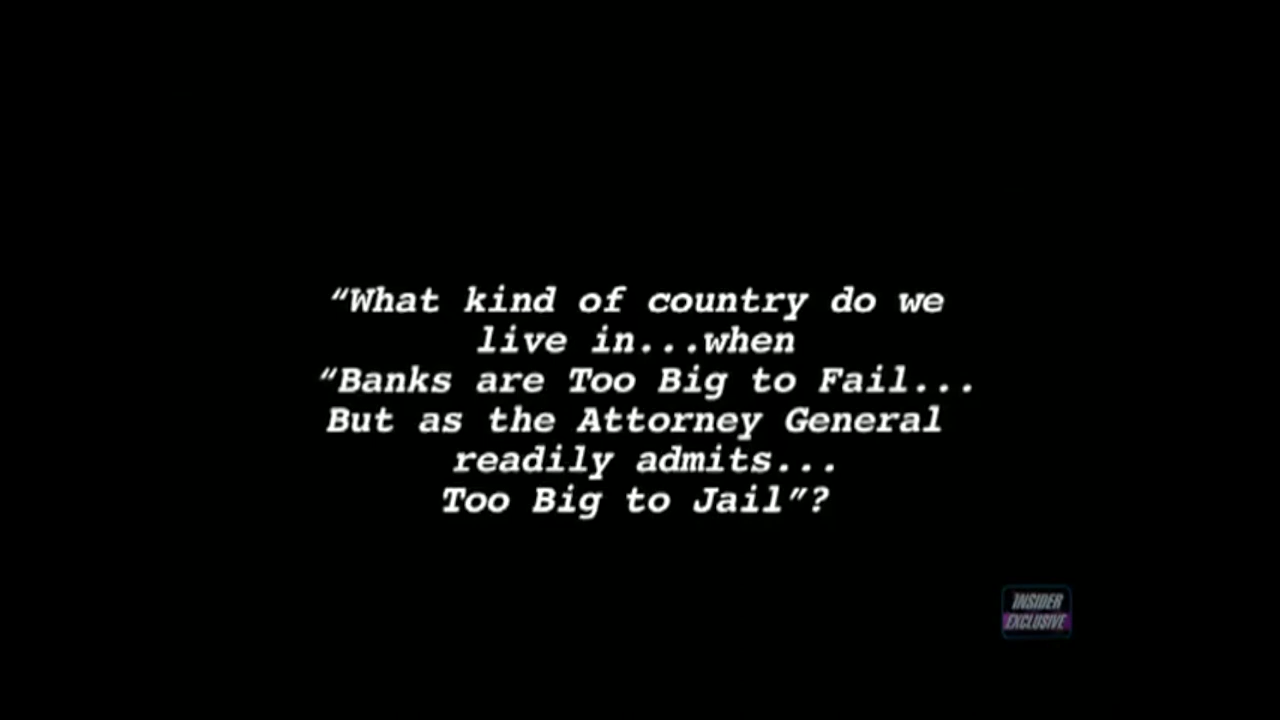 “What kind of country do we
live in...when
“Banks are Too Big to Fail...
But as the Attorney General
readily admits...
Too Big to Jail”?
INSIDER
EXCLUSIVE